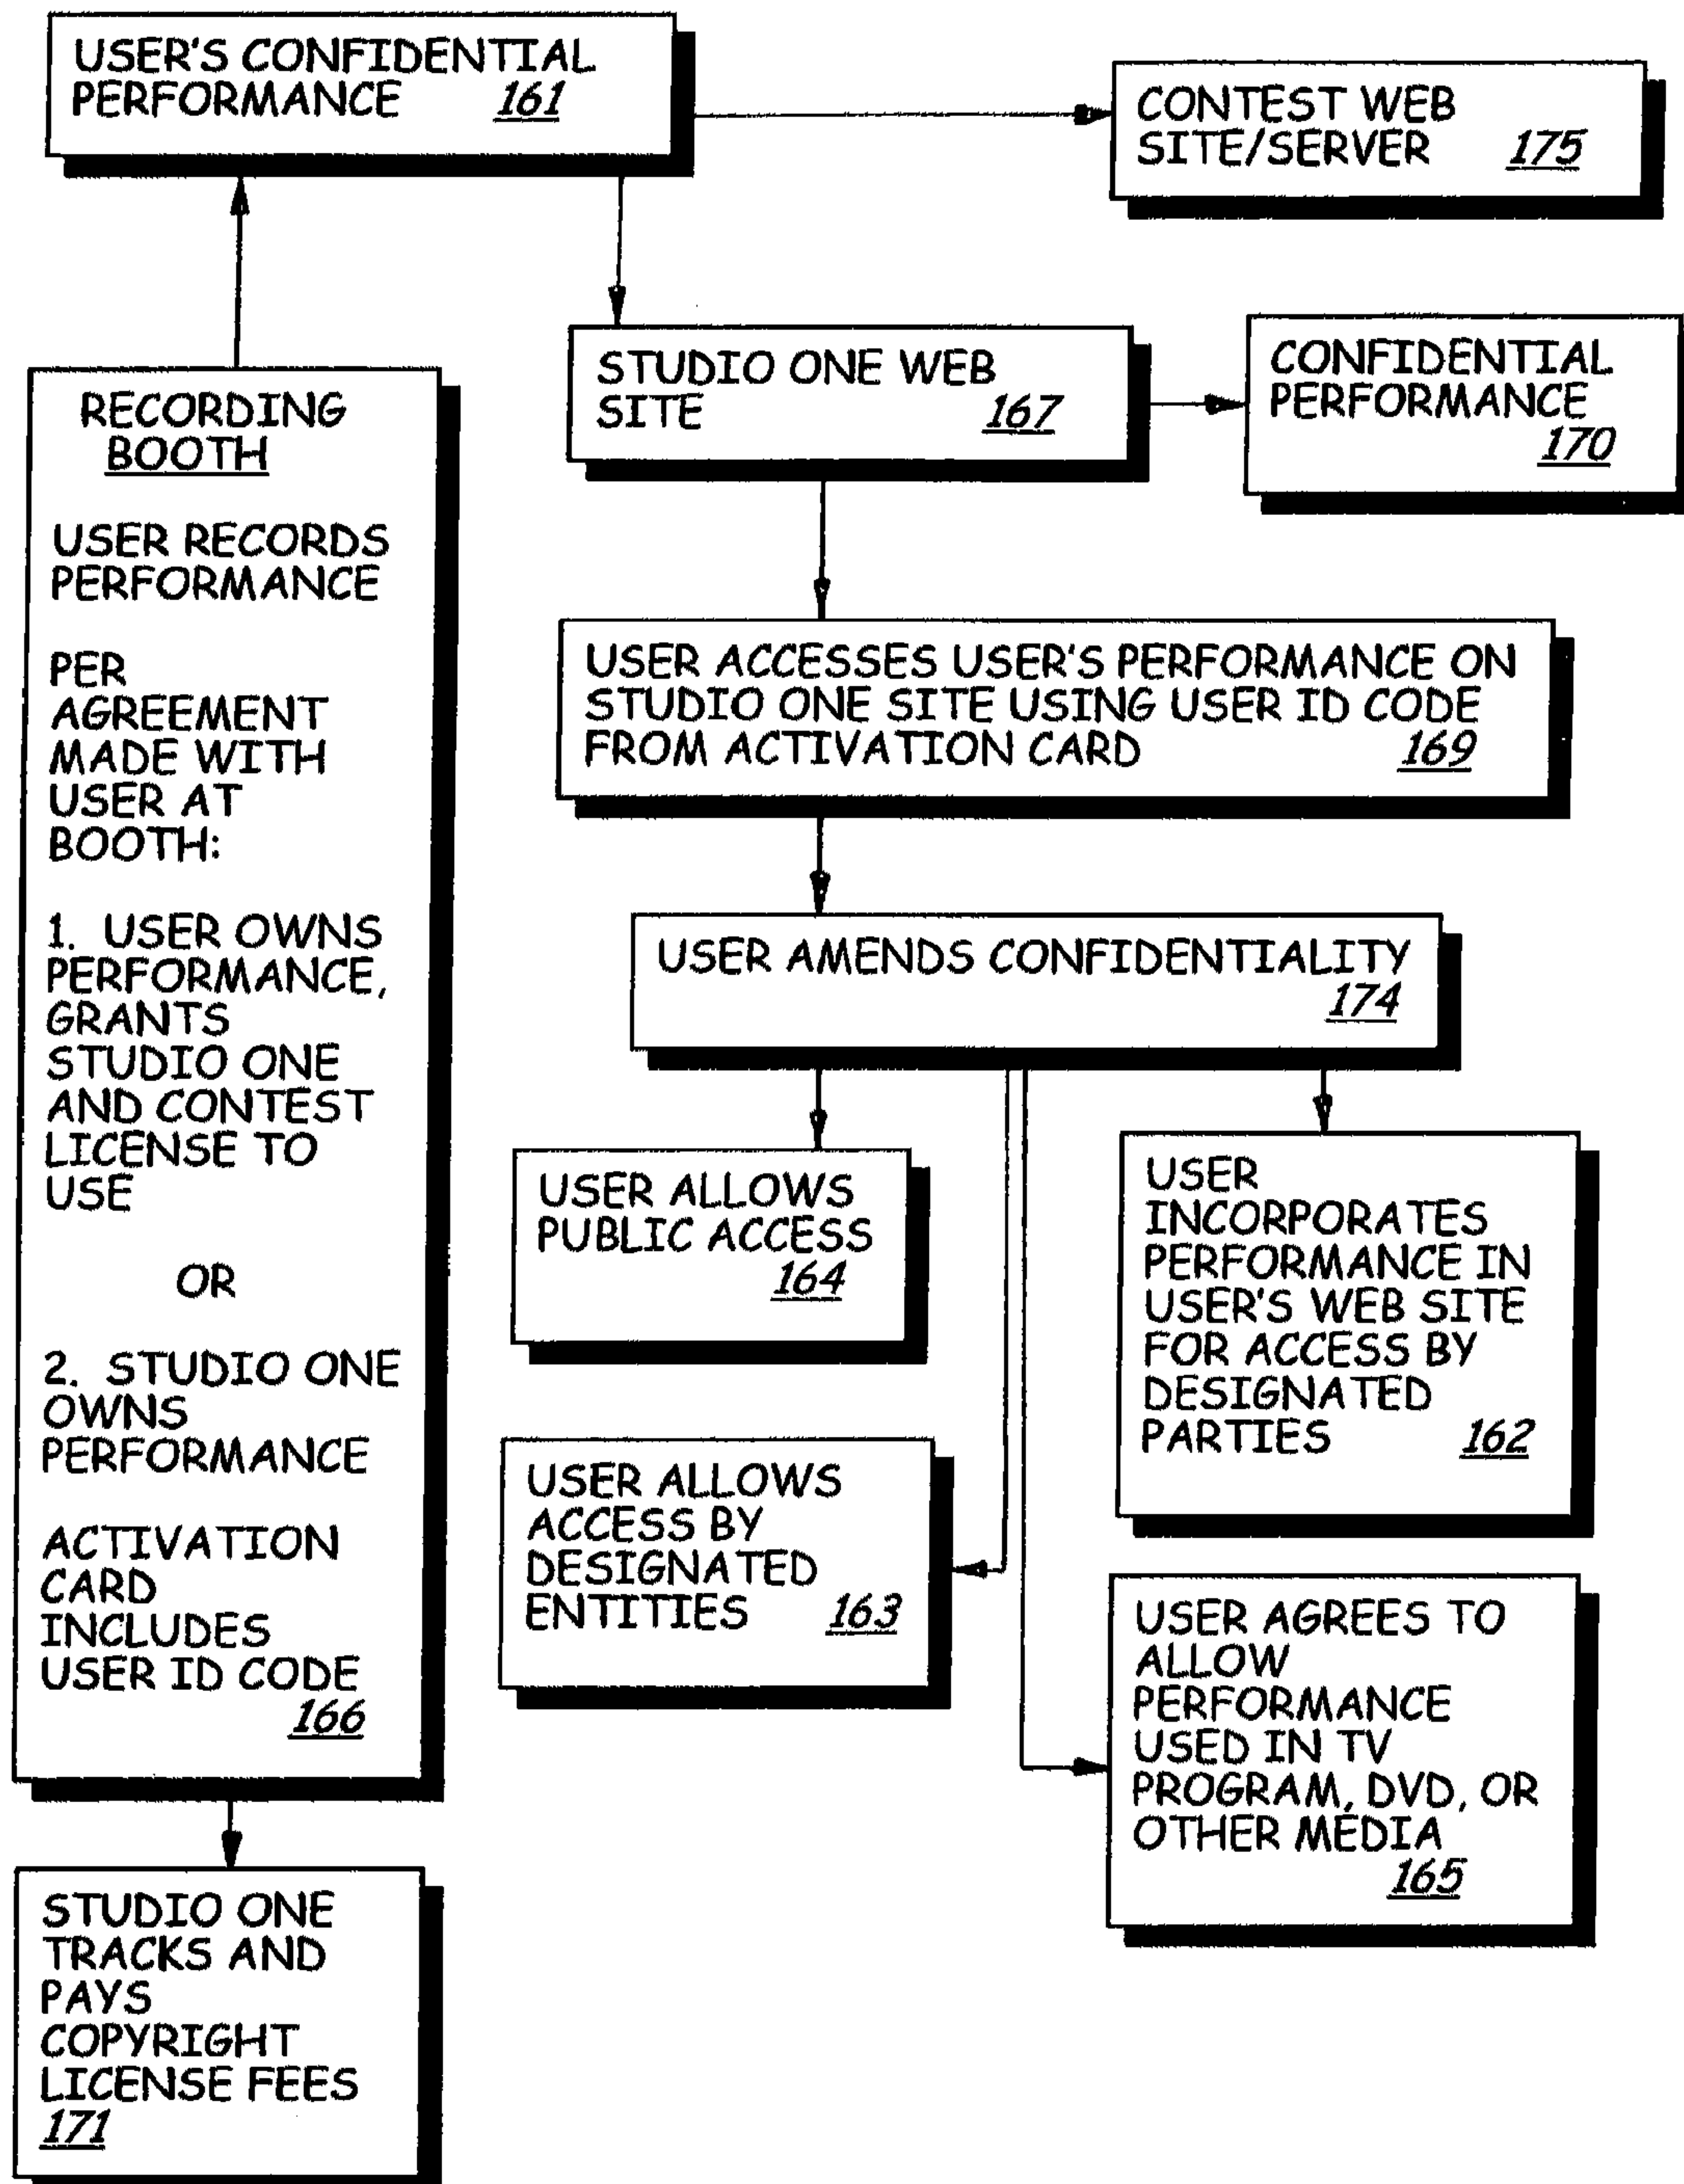 USER'S CONFIDENTIAL
PERFORMANCE 161
CONTEST WEB
SITE/SERVER 175
STUDIO ONE WEB
SITE 167
CONFIDENTIAL
PERFORMANCE
170
RECORDING
BOOTH
USER RECORDS
PERFORMANCE
PER
AGREEMENT
MADE WITH
USER AT
BOOTH:
1. USER OWNS
PERFORMANCE,
GRANTS
STUDIO ONE
AND CONTEST
LICENSE TO
USE
OR
2. STUDIO ONE
OWNS
PERFORMANCE
ACTIVATION
CARD
INCLUDES
USER ID CODE
166
USER ACCESSES USER'S PERFORMANCE ON
STUDIO ONE SITE USING USER ID CODE
FROM ACTIVATION CARD 169
USER AMENDS CONFIDENTIALITY
174
USER ALLOWS
PUBLIC ACCESS
164
USER
INCORPORATES
PERFORMANCE IN
USER'S WEB SITE
FOR ACCESS BY
DESIGNATED
PARTIES 162
USER ALLOWS
ACCESS BY
DESIGNATED
ENTITIES 163
USER AGREES TO
ALLOW
PERFORMANCE
USED IN TV
PROGRAM, DVD, OR
OTHER MEDIA
165
STUDIO ONE
TRACKS AND
PAYS
COPYRIGHT
LICENSE FEES
171